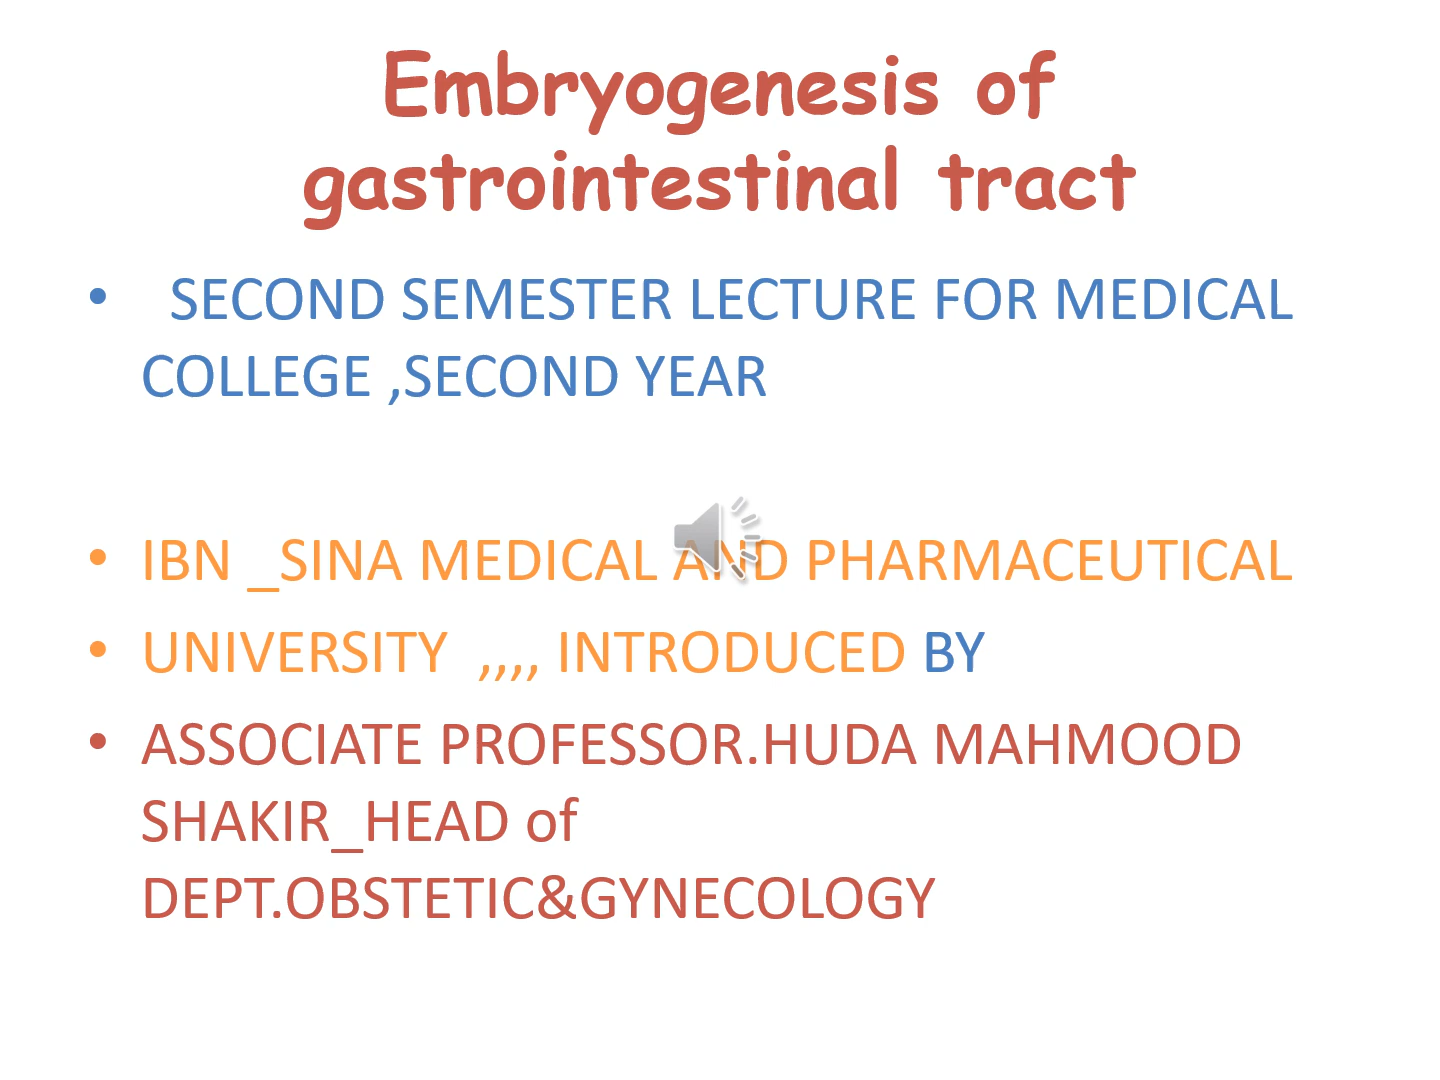 Embryogenesis of
gastrointestinal tract
• SECOND SEMESTER LECTURE FOR MEDICAL
COLLEGE ,SECOND YEAR
• IBN _SINA MEDICAL AND PHARMACEUTICAL
• UNIVERSITY ,,,, INTRODUCED BY
• ASSOCIATE PROFESSOR.HUDA MAHMOOD
SHAKIR_HEAD of
DEPT.OBSTETIC&GYNECOLOGY